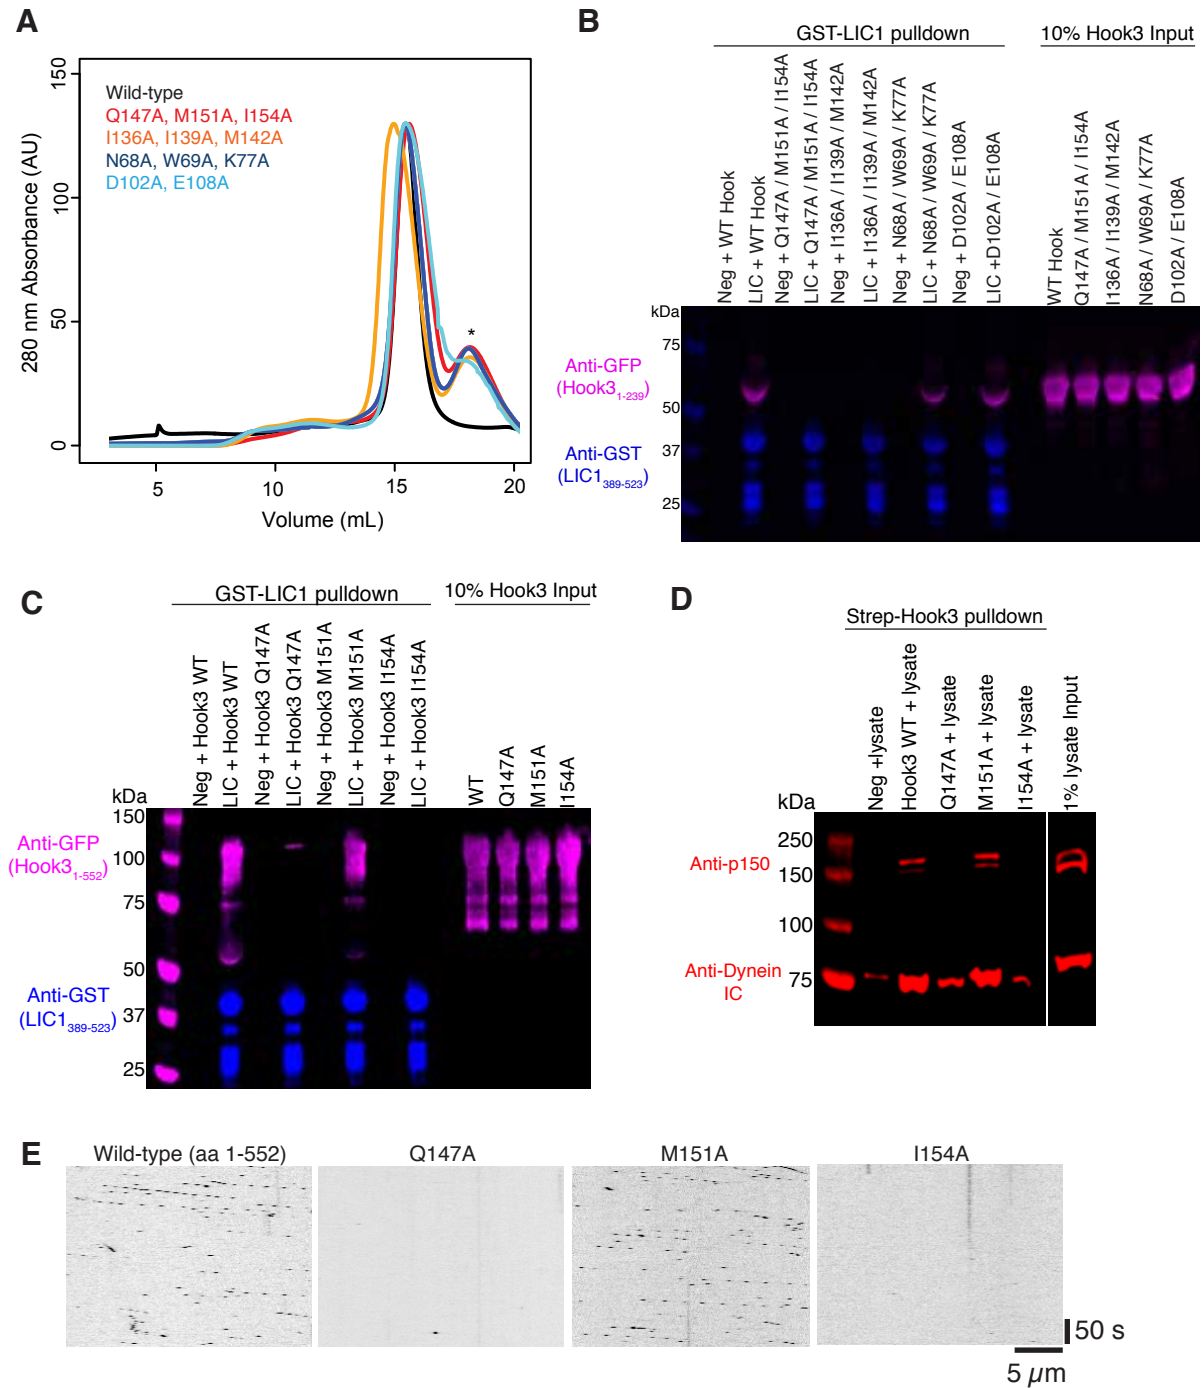 A
150
100
50
0
280 nm Absorbance (AU)
Wild-type
Q147A, M151A, I154A
I136A, I139A, M142A
N68A, W69A, K77A
D102A, E108A
*
5
10
15
20
Volume (mL)
B
GST-LIC1 pulldown
10% Hook3 Input
Neg + WT Hook
LIC + WT Hook
Neg + Q147A / M151A / I154A
LIC + Q147A / M151A / I154A
Neg + I136A / I139A / M142A
LIC + I136A / I139A / M142A
Neg + N68A / W69A / K77A
LIC + N68A / W69A / K77A
Neg + D102A / E108A
LIC +D102A / E108A
WT Hook
Q147A / M151A / I154A
I136A / I139A / M142A
N68A / W69A / K77A
D102A / E108A
kDa
75
50
37
25
Anti-GFP
(Hook3 1-239)
Anti-GST
(LIC1 389-523)
C
GST-LIC1 pulldown
10% Hook3 Input
Neg + Hook3 WT
LIC + Hook3 WT
Neg + Hook3 Q147A
LIC + Hook3 Q147A
Neg + Hook3 M151A
LIC + Hook3 M151A
Neg + Hook3 I154A
LIC + Hook3 I154A
WT
Q147A
M151A
I154A
kDa
150
100
75
50
37
25
Anti-GFP
(Hook3 1-552)
Anti-GST
(LIC1 389-523)
D
Strep-Hook3 pulldown
Neg +lysate
Hook3 WT + lysate
Q147A + lysate
M151A + lysate
I154A + lysate
1% lysate Input
kDa
250
150
100
75
Anti-p150
Anti-Dynein
IC
E
Wild-type (aa 1-552)
Q147A
M151A
I154A
50 s
5 µm